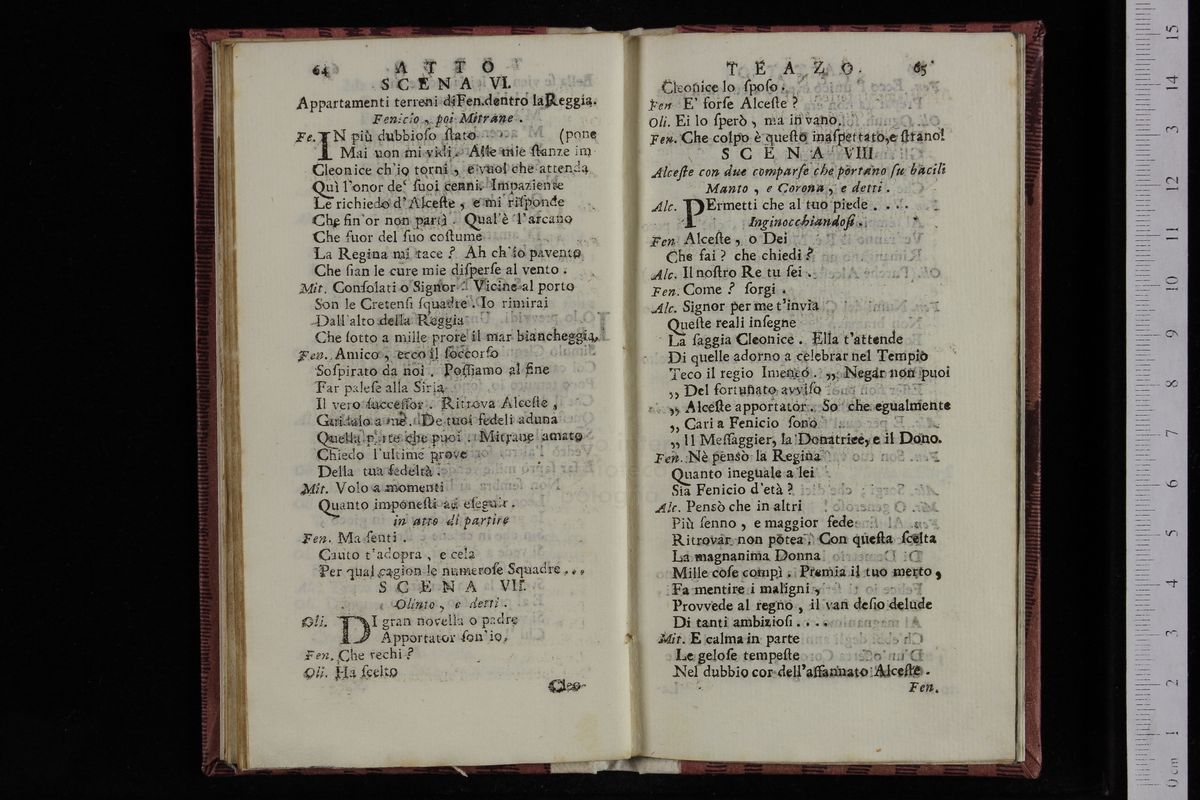 64 ATTO
SCENA VI.
Appartamenti terreni di Fen. dentro la Reggia.
Fenicio, poi Mitrane.
Fe. IN più dubbioso stato (pone
Mai non mi vidi. Alle mie stanze im
Cleonice ch'io torni, e vuol che attenda
Quì l'onor de' suoi cenni. Impaziente
Le richiedo d'Alceste, e mi risponde
Che fin'or non partì. Qual'è l'arcano
Che fuor del suo costume
La Regina mi tace? Ah ch'io pavento
Che sian le cure mie disperse al vento.
Mit. Consolati o Signor. Vicine al porto
Son le Cretensi squadre. Io rimirai
Dall'alto della Reggia
Che sotto a mille prore il mar biancheggia.
Fen. Amico, ecco il soccorso
Sospirato da noi. Possiamo al fine
Far palese alla Siria
Il vero successor. Ritrova Alceste,
Guidalo a me. De tuoi fedeli aduna
Quella parte che puoi. Mitrane amato
Chiedo l'ultime prove
Della tua fedeltà.
Mit. Volo a momenti
Quanto imponesti ad eseguir.
in atto di partire
Fen. Ma senti.
Cauto t'adopra, e cela
Per qual cagion le numerose Squadre...
SCENA VII.
Olinto, e detti.
Oli. DI gran novella o padre
Apportator son'io.
Fen. Che rechi?
Oli. Ha scelto
Cleo-
TEAZO. 65
Cleonice lo sposo.
Fen E' forse Alceste?
Oli. Ei lo sperò, ma in vano.
Fen. Che colpo è questo inaspettato, e strano!
SCENA VIII
Alceste con due comparse che portano su bacili
Manto, e Corona, e detti.
Alc. PErmetti che al tuo piede....
Inginocchiandosi.
Fen Alceste, o Dei
Che fai? che chiedi?
Alc. Il nostro Re tu sei.
Fen. Come? sorgi.
Alc. Signor per me t'invia
Queste reali insegne
La saggia Cleonice. Ella t'attende
Di quelle adorno a celebrar nel Tempio
Teco il regio Imeneo. ,, Negar non puoi
,, Del fortunato avviso
,, Alceste apportator. So che egualmente
,, Cari a Fenicio sono
,, Il Messaggier, la Donatrice, e il Dono.
Fen. Nè pensò la Regina
Quanto ineguale a lei
Sia Fenicio d'età?
Alc. Pensò che in altri
Più senno, e maggior fede
Ritrovar non potea. Con questa scelta
La magnanima Donna
Mille cose compì. Premia il tuo merto,
Fa mentire i maligni,
Provvede al regno, il van desio delude
Di tanti ambiziosi....
Mit. E calma in parte
Le gelose tempeste
Nel dubbio cor dell'affannato Alceste.
Fen.